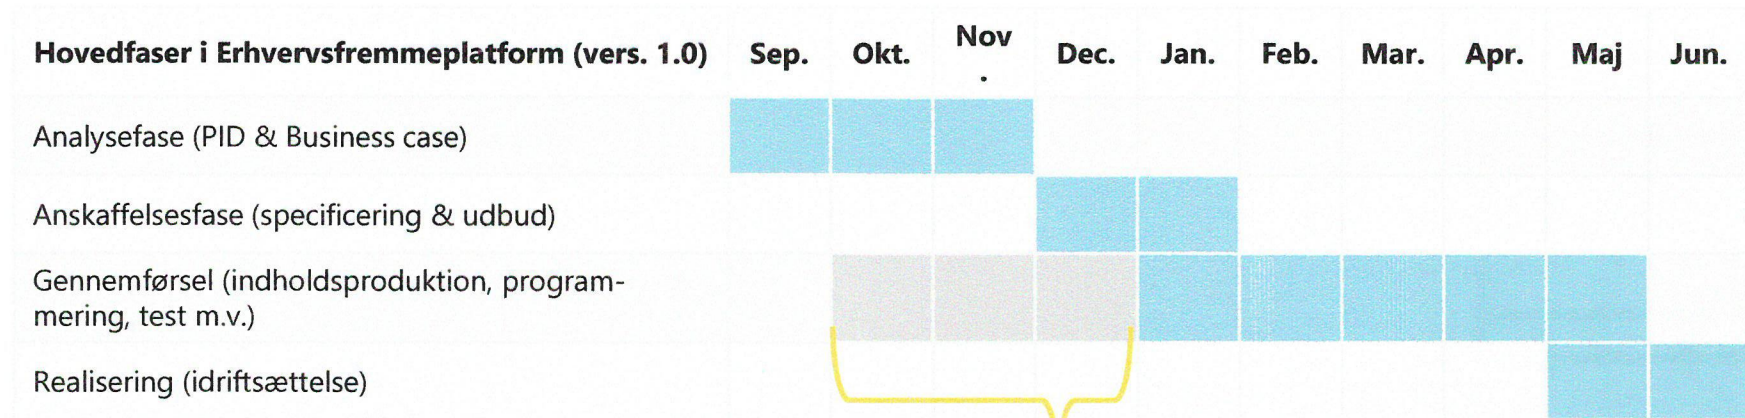 Hovedfaser i Erhvervsfremmeplatform (vers. 1.0) Sep. Okt. Nov. Dec. Jan. Feb. Mar. Apr. Maj Jun.
Analysefase (PID & Business case)
Anskaffelsesfase (specificering & udbud)
Gennemførsel (indholdsproduktion, program-
mering, test m.v.)
Realisering (idriftsættelse)